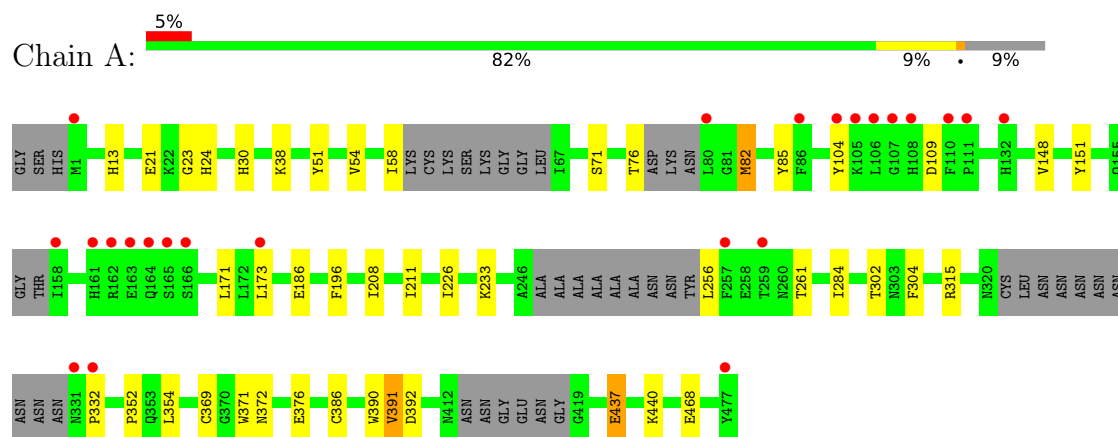 5%
Chain A:
82% 9% • 9%
GLY SER HIS M1 H13 E21 K22 G23 H24 H30 K38 Y51 V54 I58 LYS CYS LYS SER LYS GLY GLY LEU I67 S71 T76 ASP LYS ASN L80 G81 M82 Y85 F86 Y104 K105 L106 G107 H108 D109 F110 P111 H132 V148 Y151 Q155
GLY THR I158 H161 R162 E163 Q164 S165 S166 L171 L172 L173 E186 F196 I208 I211 I226 K233 A246 ALA ALA ALA ALA ALA ALA ASN ASN TYR L256 F257 E258 T259 N260 T261 I284 T302 N303 F304 R315 N320 CYS LEU ASN ASN ASN ASN ASN
ASN ASN ASN N331 P332 P352 Q353 L354 C369 G370 W371 N372 E376 C386 W390 V391 D392 N412 ASN ASN GLY GLU ASN GLY G419 E437 K440 E468 Y477